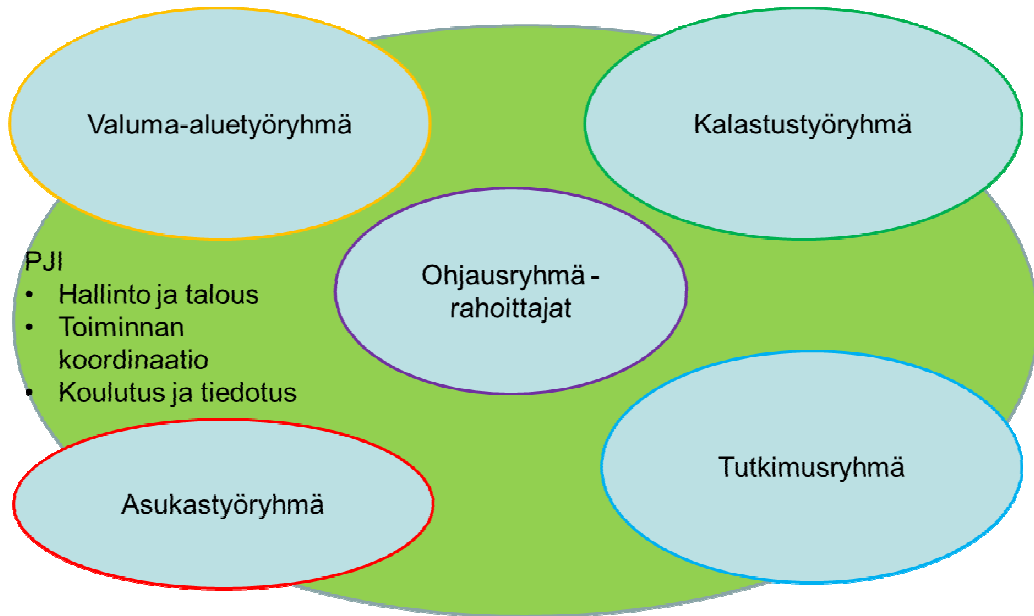 Valuma-aluetyöryhmä
Kalastustyöryhmä
Ohjausryhmä -
rahoittajat
PJI
• Hallinto ja talous
• Toiminnan
koordinaatio
• Koulutus ja tiedotus
Tutkimusryhmä
Asukastyöryhmä